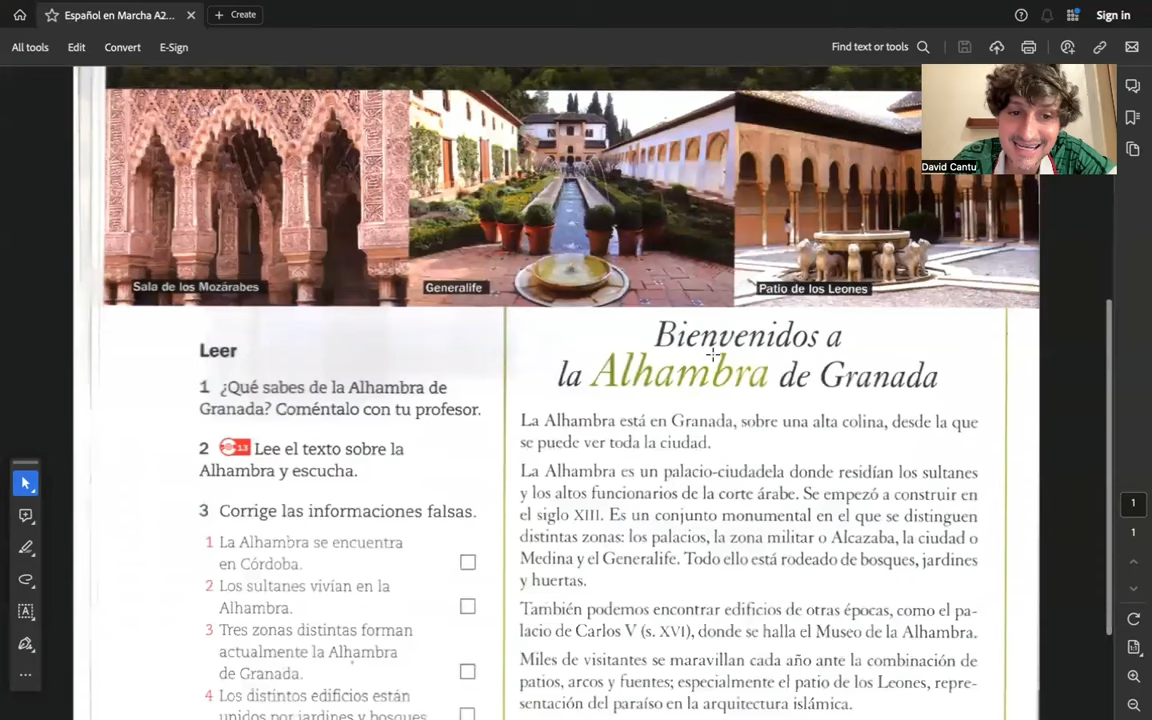 Español en Marcha A2...
Create
Sign in
All tools
Edit
Convert
E-Sign
Find text or tools
David Cantu
Sala de los Mozárabes
Generalife
Patio de los Leones
Leer
1 ¿Qué sabes de la Alhambra de
Granada? Coméntalo con tu profesor.
2 13 Lee el texto sobre la
Alhambra y escucha.
3 Corrige las informaciones falsas.
1 La Alhambra se encuentra
en Córdoba.
2 Los sultanes vivían en la
Alhambra.
3 Tres zonas distintas forman
actualmente la Alhambra
de Granada.
4 Los distintos edificios están
unidos por jardines y bosques
Bienvenidos a
la Alhambra de Granada
La Alhambra está en Granada, sobre una alta colina, desde la que
se puede ver toda la ciudad.
La Alhambra es un palacio-ciudadela donde residían los sultanes
y los altos funcionarios de la corte árabe. Se empezó a construir en
el siglo XIII. Es un conjunto monumental en el que se distinguen
distintas zonas: los palacios, la zona militar o Alcazaba, la ciudad o
Medina y el Generalife. Todo ello está rodeado de bosques, jardines
y huertas.
También podemos encontrar edificios de otras épocas, como el pa-
lacio de Carlos V (s. XVI), donde se halla el Museo de la Alhambra.
Miles de visitantes se maravillan cada año ante la combinación de
patios, arcos y fuentes; especialmente el patio de los Leones, repre-
sentación del paraíso en la arquitectura islámica.
1
1